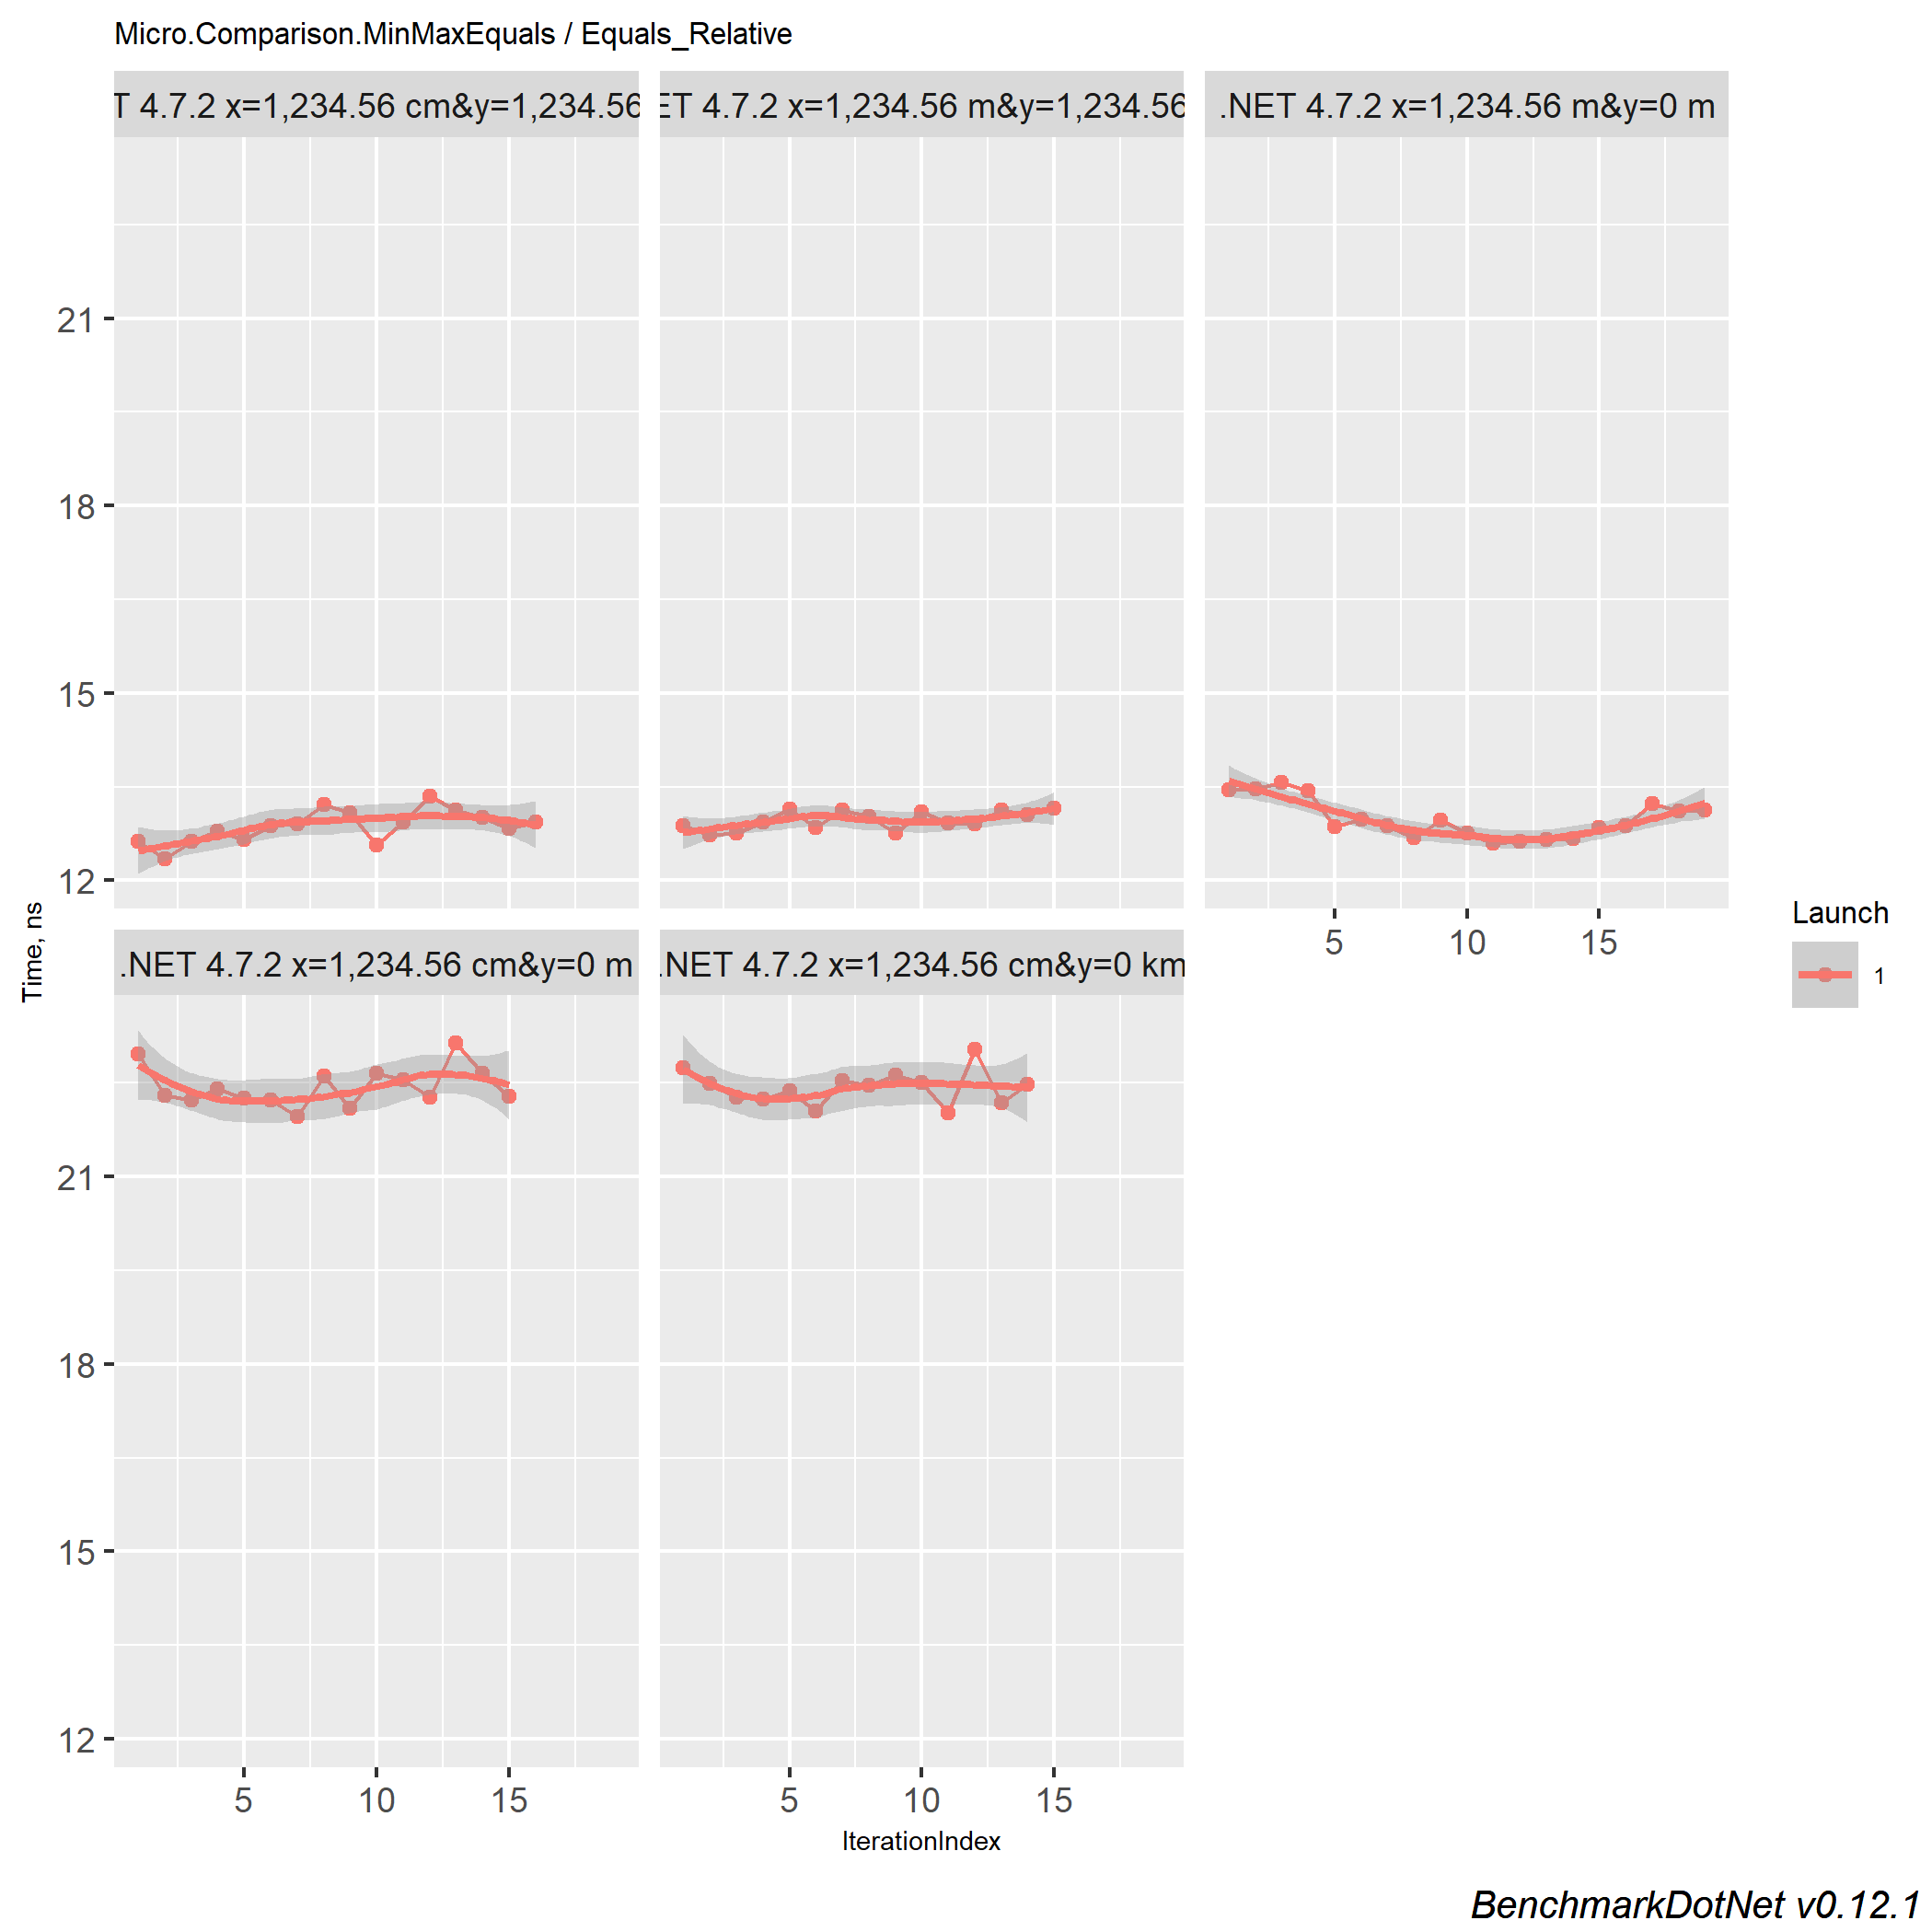 Micro.Comparison.MinMaxEquals / Equals_Relative
T 4.7.2 x=1,234.56 cm&y=1,234.56
ET 4.7.2 x=1,234.56 m&y=1,234.56
.NET 4.7.2 x=1,234.56 m&y=0 m
21
18
15
12
5 10 15
Time, ns
Launch
1
.NET 4.7.2 x=1,234.56 cm&y=0 m
.NET 4.7.2 x=1,234.56 cm&y=0 km
21
18
15
12
5 10 15
5 10 15
IterationIndex
BenchmarkDotNet v0.12.1